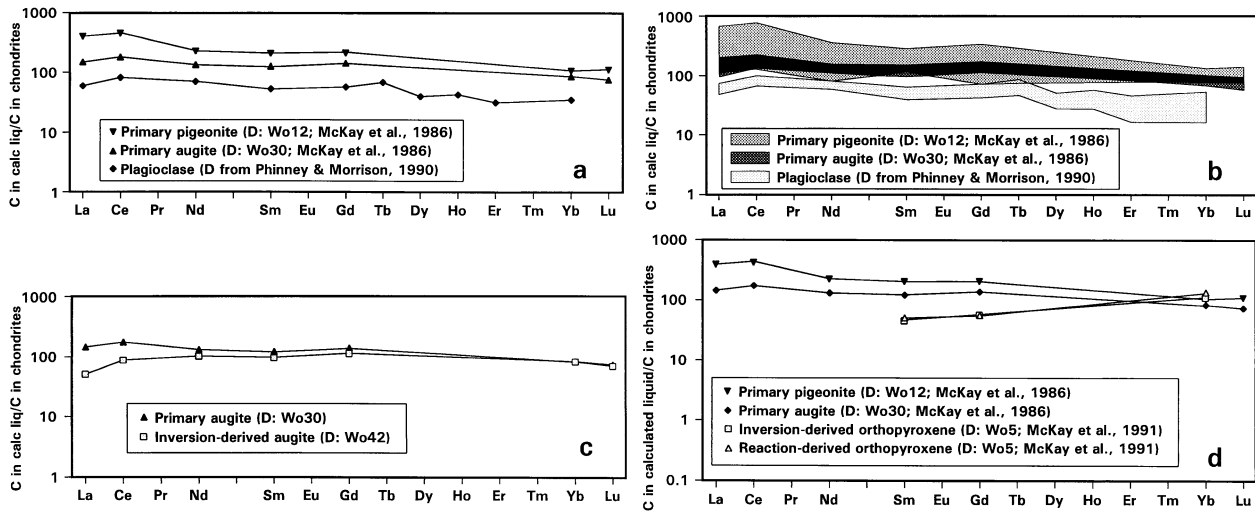 C in calc liq/C in chondrites
1000
100
10
1
Primary pigeonite (D: Wo12; McKay et al., 1986)
Primary augite (D: Wo30; McKay et al., 1986)
Plagioclase (D from Phinney & Morrison, 1990)
a
La Ce Pr Nd Sm Eu Gd Tb Dy Ho Er Tm Yb Lu
C in calc liq/C in chondrites
1000
100
10
1
Primary pigeonite (D: Wo12; McKay et al., 1986)
Primary augite (D: Wo30; McKay et al., 1986)
Plagioclase (D from Phinney & Morrison, 1990)
b
La Ce Pr Nd Sm Eu Gd Tb Dy Ho Er Tm Yb Lu
C in calc liq/C in chondrites
1000
100
10
1
Primary augite (D: Wo30)
Inversion-derived augite (D: Wo42)
c
La Ce Pr Nd Sm Eu Gd Tb Dy Ho Er Tm Yb Lu
C in calculated liquid/C in chondrites
1000
100
10
1
0.1
Primary pigeonite (D: Wo12; McKay et al., 1986)
Primary augite (D: Wo30; McKay et al., 1986)
Inversion-derived orthopyroxene (D: Wo5; McKay et al., 1991)
Reaction-derived orthopyroxene (D: Wo5; McKay et al., 1991)
d
La Ce Pr Nd Sm Eu Gd Tb Dy Ho Er Tm Yb Lu